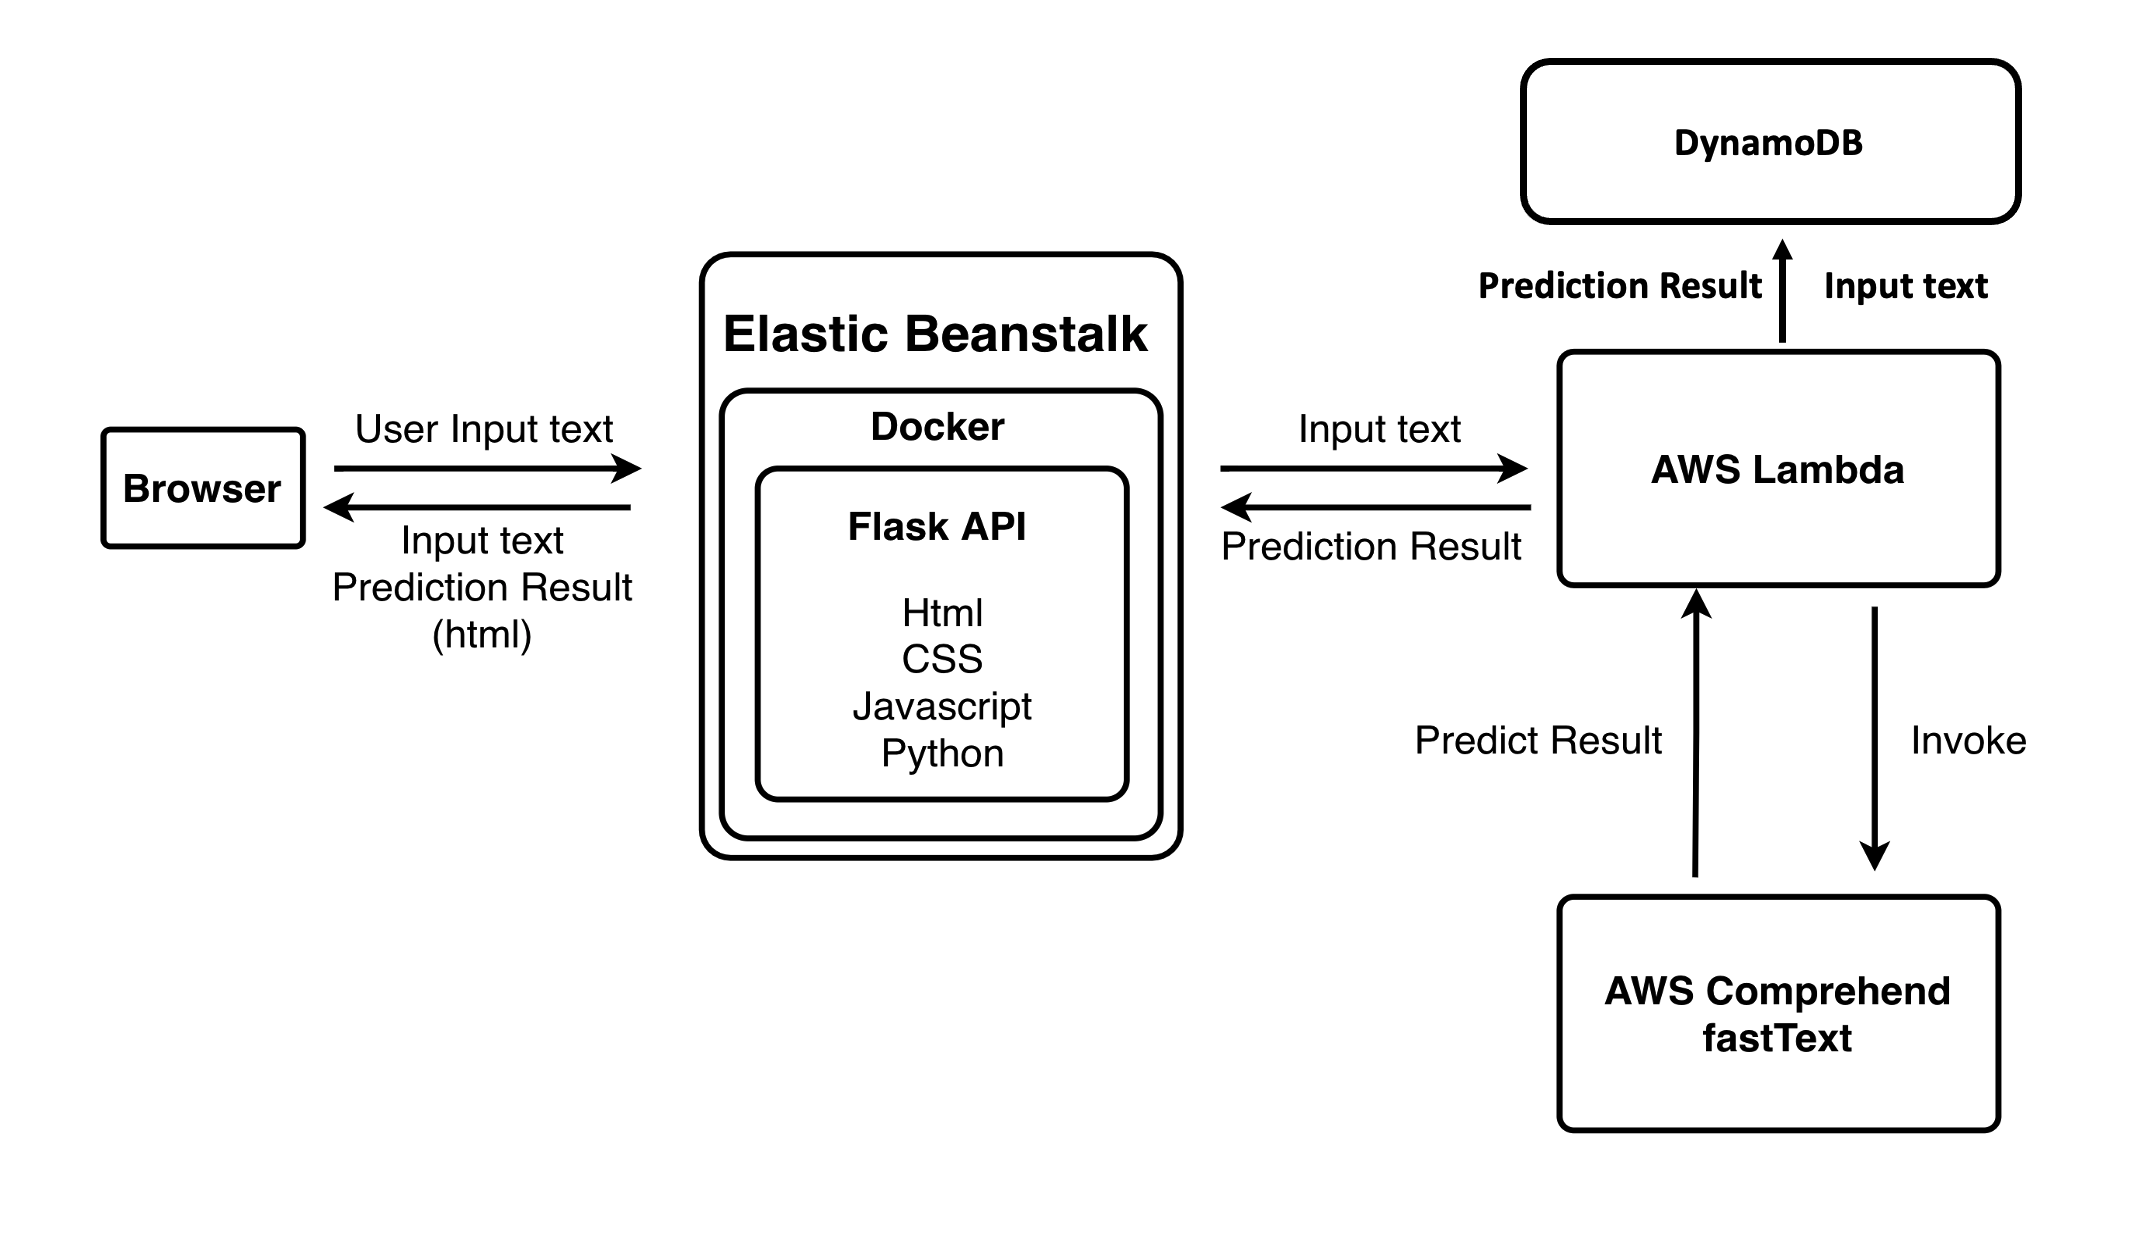 DynamoDB
Prediction Result
Input text
Elastic Beanstalk
Docker
Flask API
Html
CSS
Javascript
Python
Browser
User Input text
Input text
Prediction Result
(html)
Input text
Prediction Result
AWS Lambda
Predict Result
Invoke
AWS Comprehend
fastText